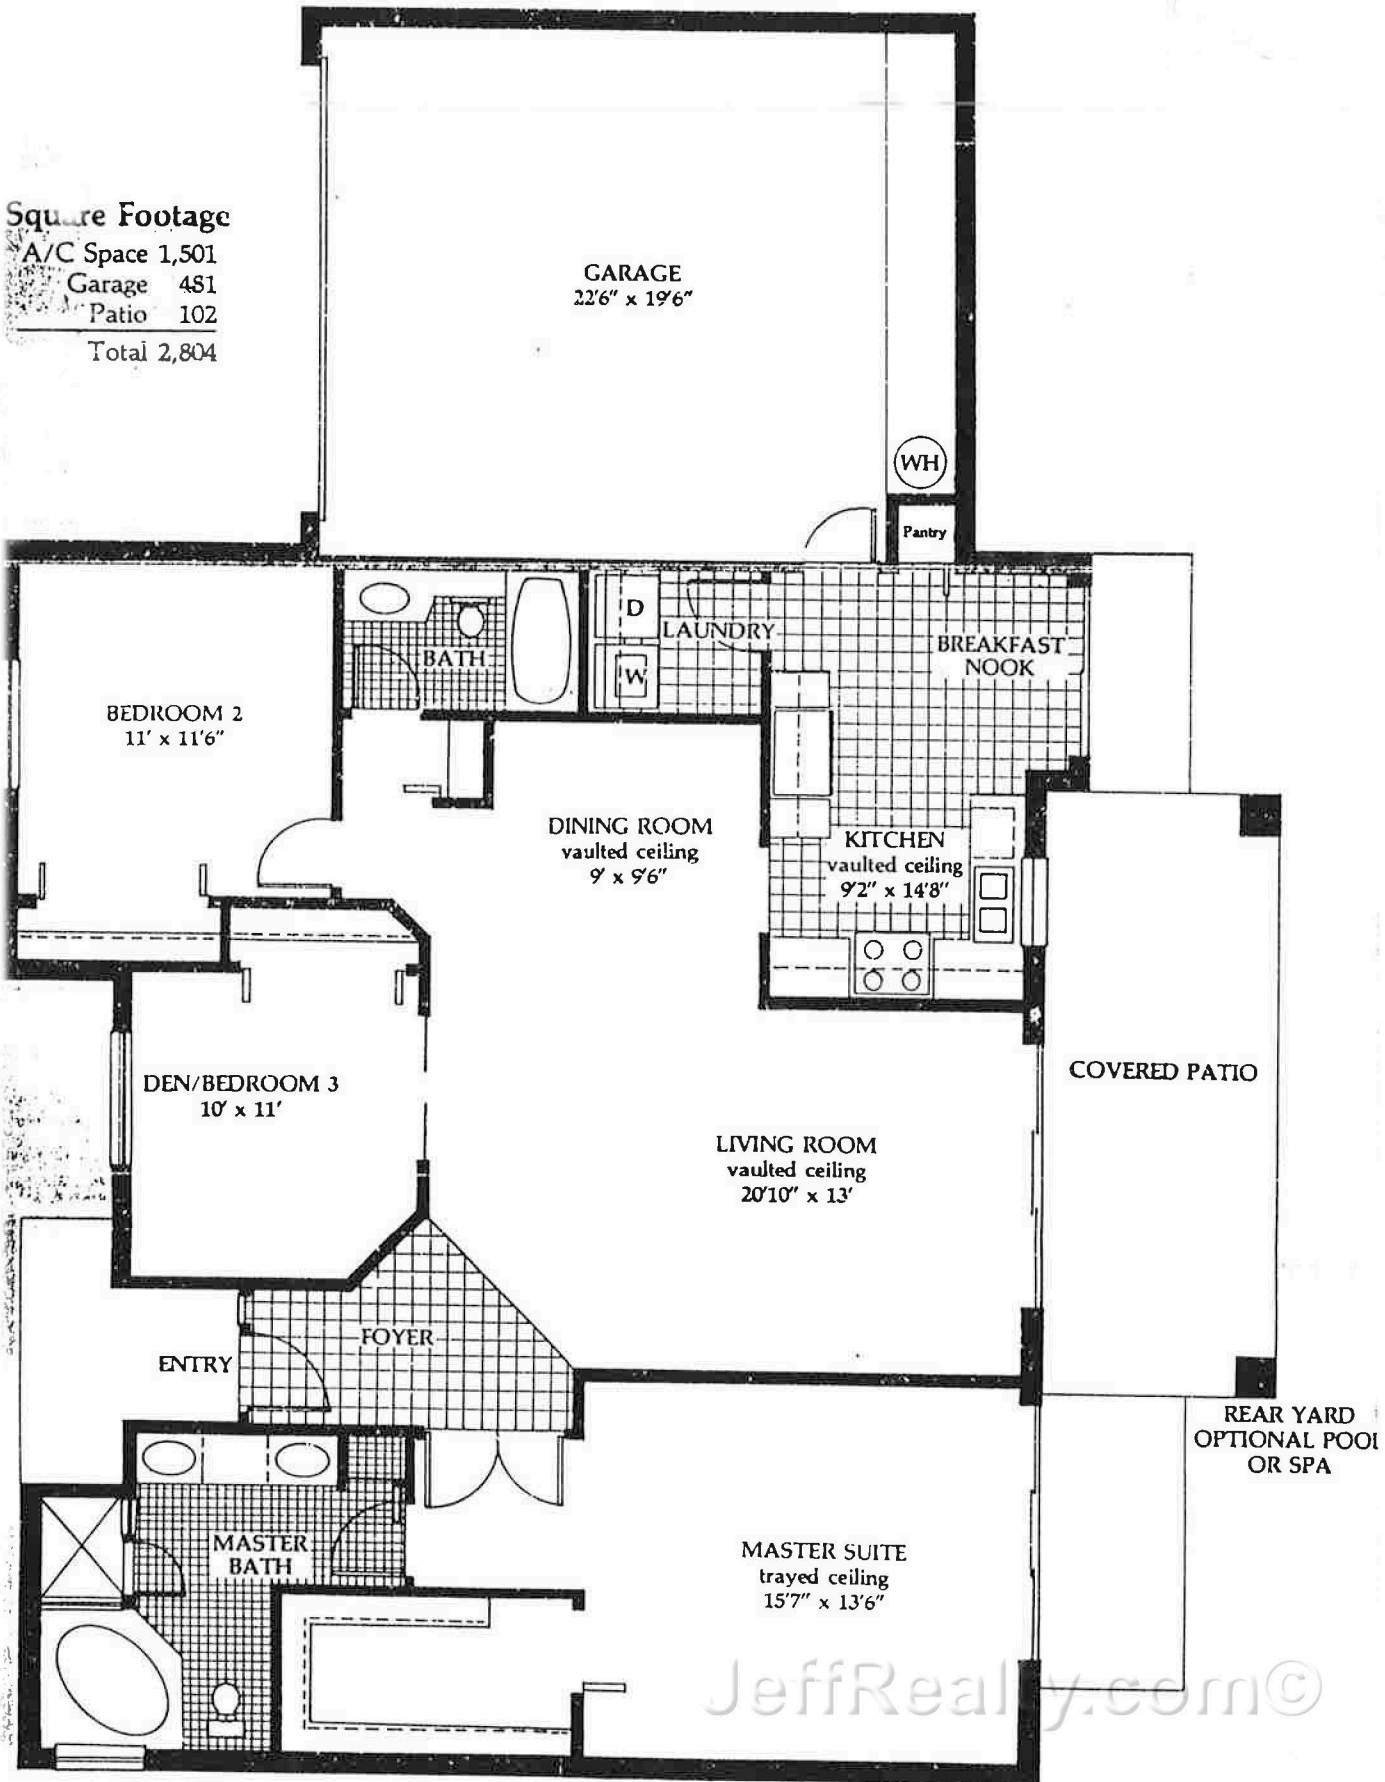 Square Footage
A/C Space 1,501
Garage 481
Patio 102
Total 2,804
GARAGE
22'6" x 19'6"
WH
Pantry
D
LAUNDRY
W
BATH
BREAKFAST
NOOK
BEDROOM 2
11' x 11'6"
DINING ROOM
vaulted ceiling
9' x 9'6"
KITCHEN
vaulted ceiling
9'2" x 14'8"
DEN/BEDROOM 3
10' x 11'
COVERED PATIO
LIVING ROOM
vaulted ceiling
20'10" x 13'
FOYER
ENTRY
REAR YARD
OPTIONAL POOL
OR SPA
MASTER
BATH
MASTER SUITE
trayed ceiling
15'7" x 13'6"
JeffRealty.com©